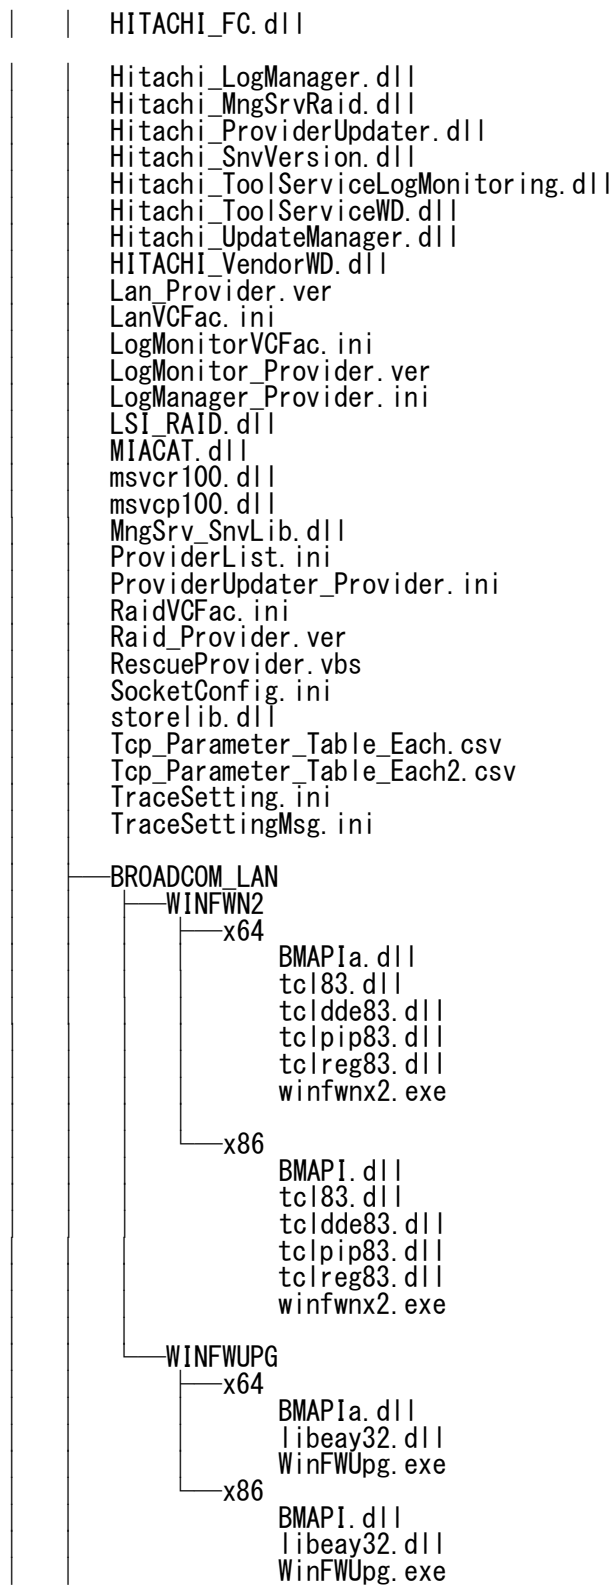 HITACHI_FC.dll
Hitachi_LogManager.dll
Hitachi_MngSrvRaid.dll
Hitachi_ProviderUpdater.dll
Hitachi_SnvVersion.dll
Hitachi_ToolServiceLogMonitoring.dll
Hitachi_ToolServiceWD.dll
Hitachi_UpdateManager.dll
HITACHI_VendorWD.dll
Lan_Provider.ver
LanVCFac.ini
LogMonitorVCFac.ini
LogMonitor_Provider.ver
LogManager_Provider.ini
LSI_RAID.dll
MIACAT.dll
msvcr100.dll
msvcp100.dll
MngSrv_SnvLib.dll
ProviderList.ini
ProviderUpdater_Provider.ini
RaidVCFac.ini
Raid_Provider.ver
RescueProvider.vbs
SocketConfig.ini
storelib.dll
Tcp_Parameter_Table_Each.csv
Tcp_Parameter_Table_Each2.csv
TraceSetting.ini
TraceSettingMsg.ini
BROADCOM_LAN
WINFWN2
x64
BMAPIa.dll
tcl83.dll
tcldde83.dll
tclpip83.dll
tclreg83.dll
winfwnx2.exe
x86
BMAPI.dll
tcl83.dll
tcldde83.dll
tclpip83.dll
tclreg83.dll
winfwnx2.exe
WINFWUPG
x64
BMAPIa.dll
libeay32.dll
WinFWUpg.exe
x86
BMAPI.dll
libeay32.dll
WinFWUpg.exe